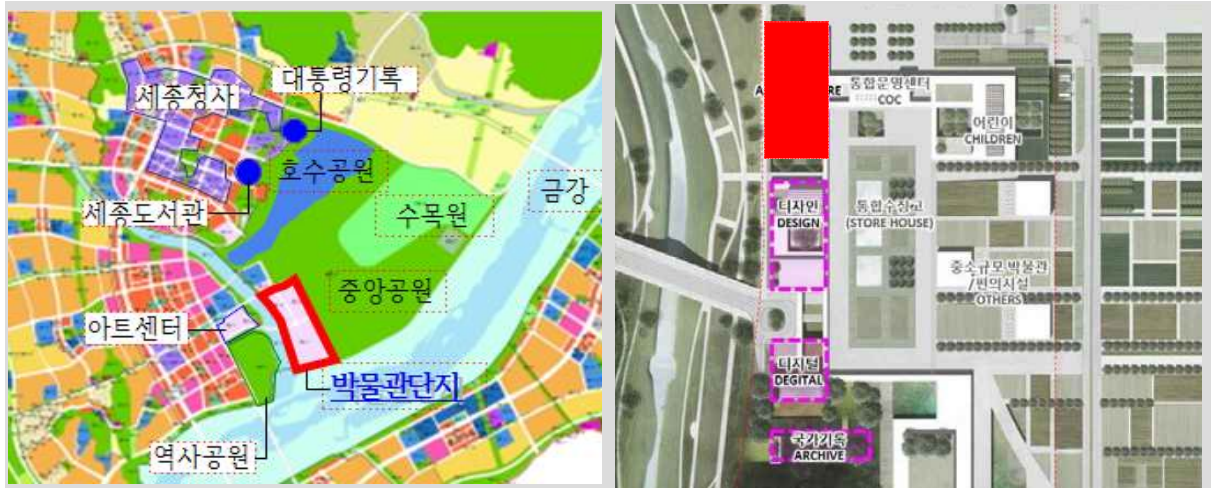 대통령기록
세종청사
호수공원
세종도서관
수목원
금강
중앙공원
아트센터
박물관단지
역사공원
통합운영센터
COC
어린이
CHILDREN
디자인
DESIGN
통합수장고
(STORE HOUSE)
중소규모 박물관
/편의시설
OTHERS
디지털
DEGITAL
국가기록
ARCHIVE